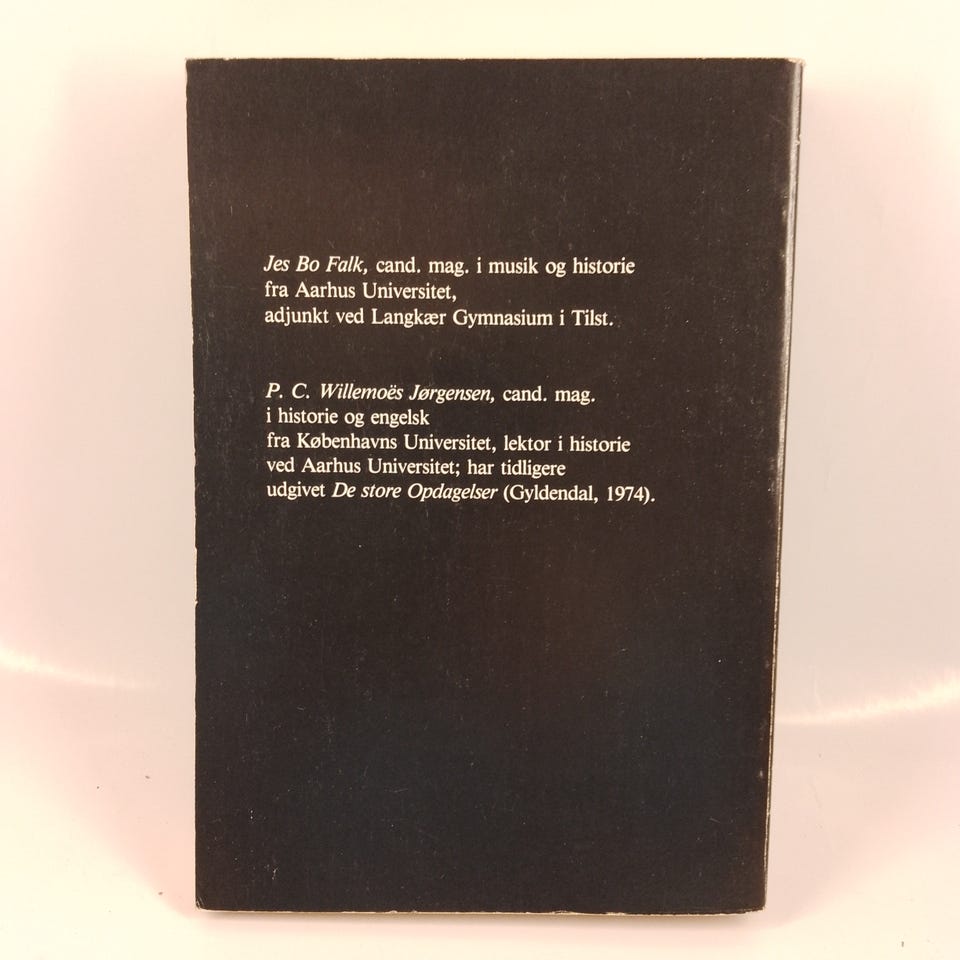 Jes Bo Falk, cand. mag. i musik og historie
fra Aarhus Universitet,
adjunkt ved Langkær Gymnasium i Tilst.
P. C. Willemoës Jørgensen, cand. mag.
i historie og engelsk
fra Københavns Universitet, lektor i historie
ved Aarhus Universitet; har tidligere
udgivet De store Opdagelser (Gyldendal, 1974).